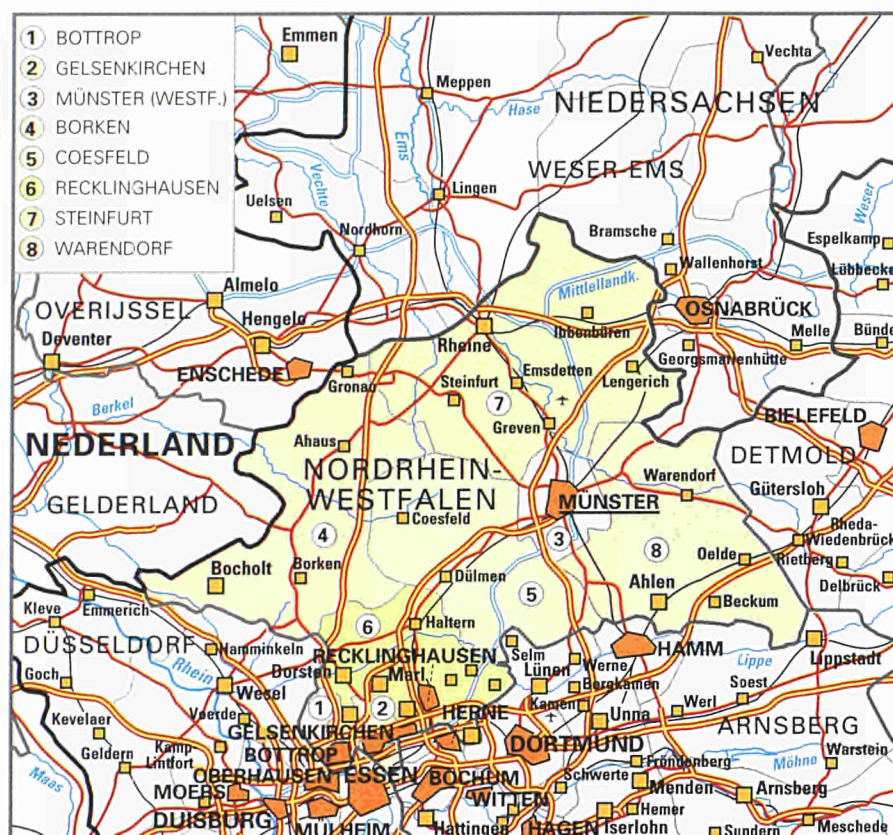 1 BOTTROP
2 GELSENKIRCHEN
3 MÜNSTER (WESTF.)
4 BORKEN
5 COESFELD
6 RECKLINGHAUSEN
7 STEINFURT
8 WARENDORF
Emmen
Vechta
Meppen
NIEDERSACHSEN
Hase
Ems
WESER-EMS
Vechte
Lingen
Uelsen
Weser
Nordhorn
Bramsche
Espelkamp
Wallenhorst
Lübbecke
Almelo
Mittellandk.
OVERIJSSEL
OSNABRÜCK
Hengelo
Ibbenbüren
Deventer
Rheine
Melle
Bünde
Georgsmarienhütte
ENSCHEDE
Gronau
Steinfurt
Emsdetten
Lengerich
7
Berkel
Greven
BIELEFELD
NEDERLAND
Ahaus
DETMOLD
NORDRHEIN-
WESTFALEN
Warendorf
GELDERLAND
MÜNSTER
Gütersloh
Coesfeld
4
3
8
Rheda-
Wiedenbrück
Oelde
Rietberg
Bocholt
Borken
Dülmen
5
Ahlen
Delbrück
Beckum
Kleve
Emmerich
6
Haltern
DÜSSELDORF
Hamminkeln
RECKLINGHAUSEN
Selm
HAMM
Lippe
Lippstadt
Goch
Rhein
Dorsten
Marl
Lünen
Werne
Wesel
Bergkamen
Soest
Kevelaer
Voerde
1
2
HERNE
Kamen
Unna
Werl
ARNSBERG
Geldern
GELSENKIRCHEN
Kamp
Lintfort
BOTTROP
DORTMUND
Warstein
Maas
OBERHAUSEN
ESSEN
BOCHUM
Fröndenberg
Möhne
MOERS
Schwerte
Menden
Arnsberg
WITTEN
DUISBURG
MÜLHEIM
Hattingen
HAGEN
Hemer
Iserlohn
Sundern
Meschede